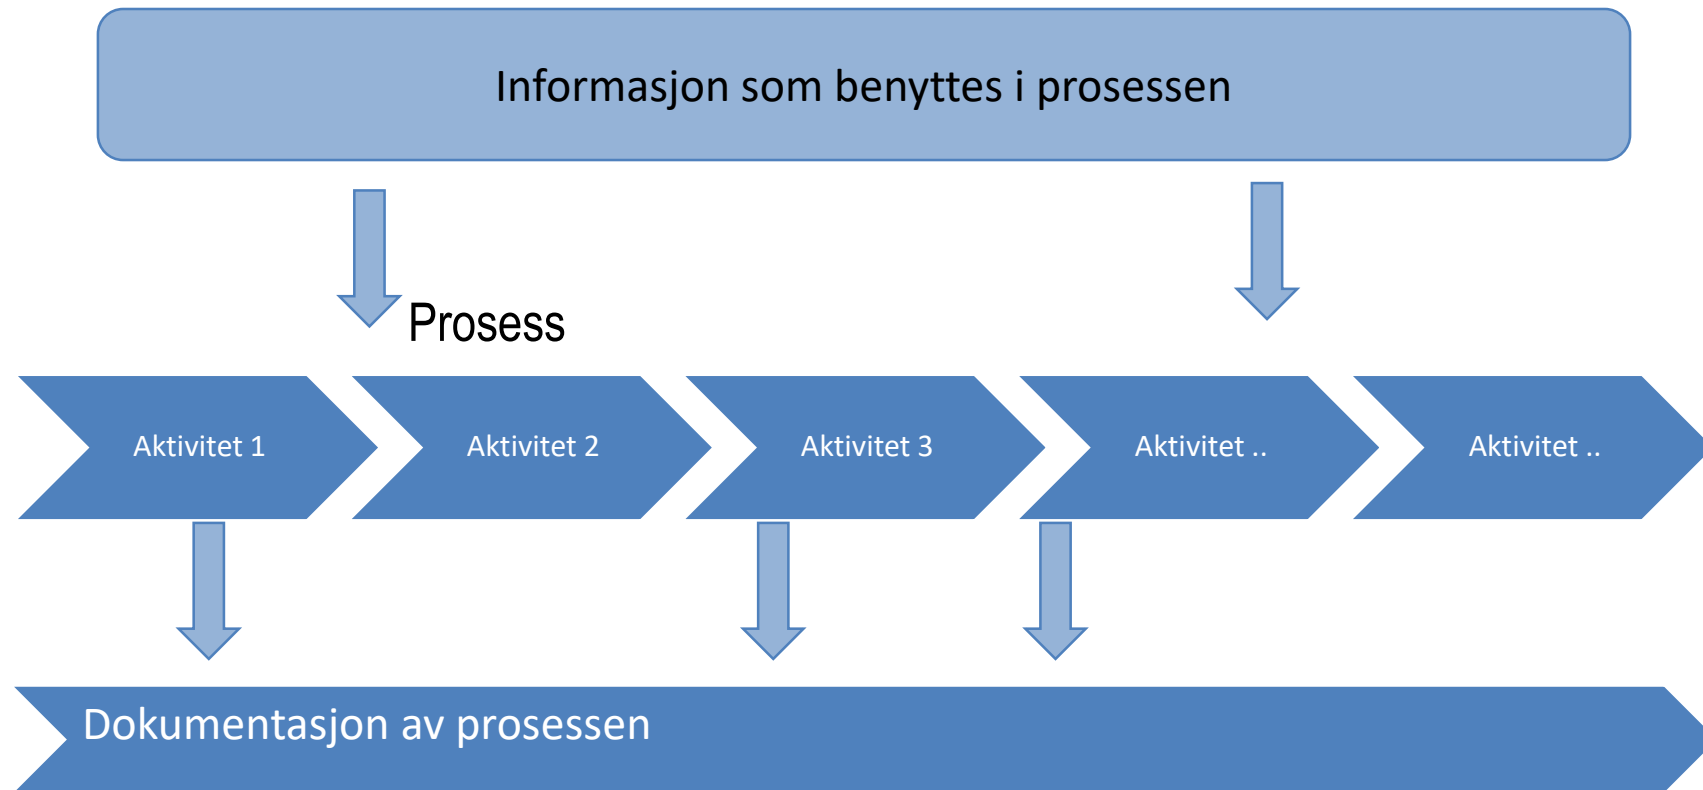 Informasjon som benyttes i prosessen
Prosess
Aktivitet 1
Aktivitet 2
Aktivitet 3
Aktivitet ..
Aktivitet ..
Dokumentasjon av prosessen